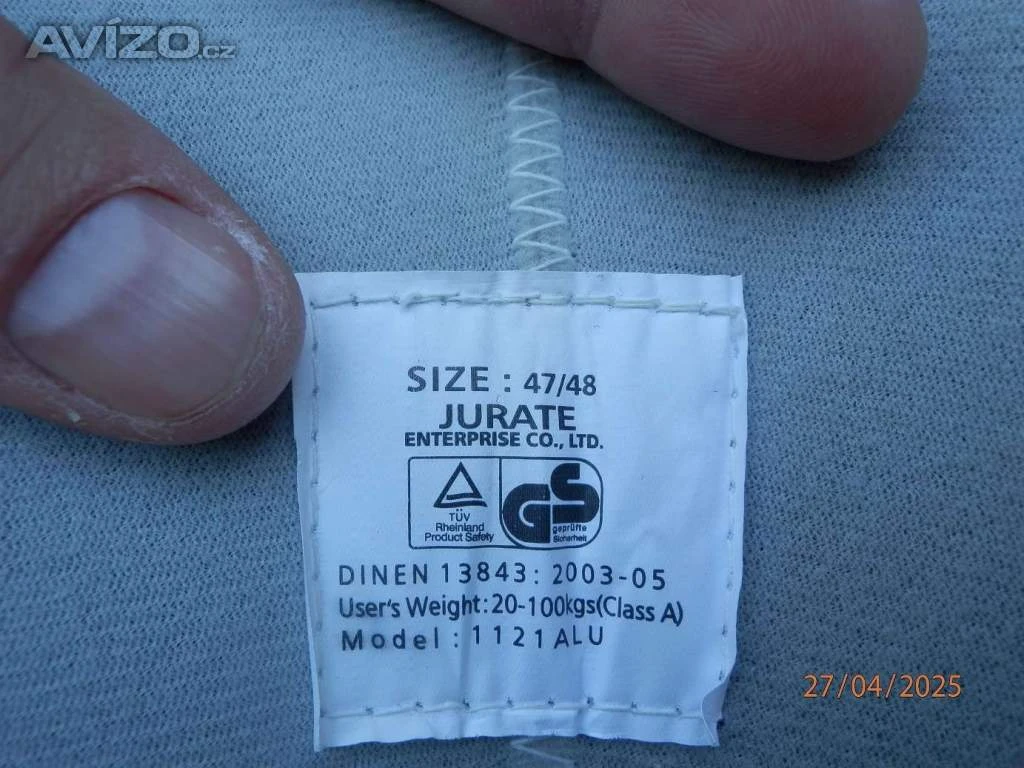 AVÍZO.cz
SIZE : 47/48
JURATE
ENTERPRISE CO., LTD.
TÜV
Rheinland
Product Safety
GS
geprüfte
Sicherheit
DINEN 13843: 2003-05
User's Weight:20-100kgs(Class A)
Model: 1121ALU
27/04/2025